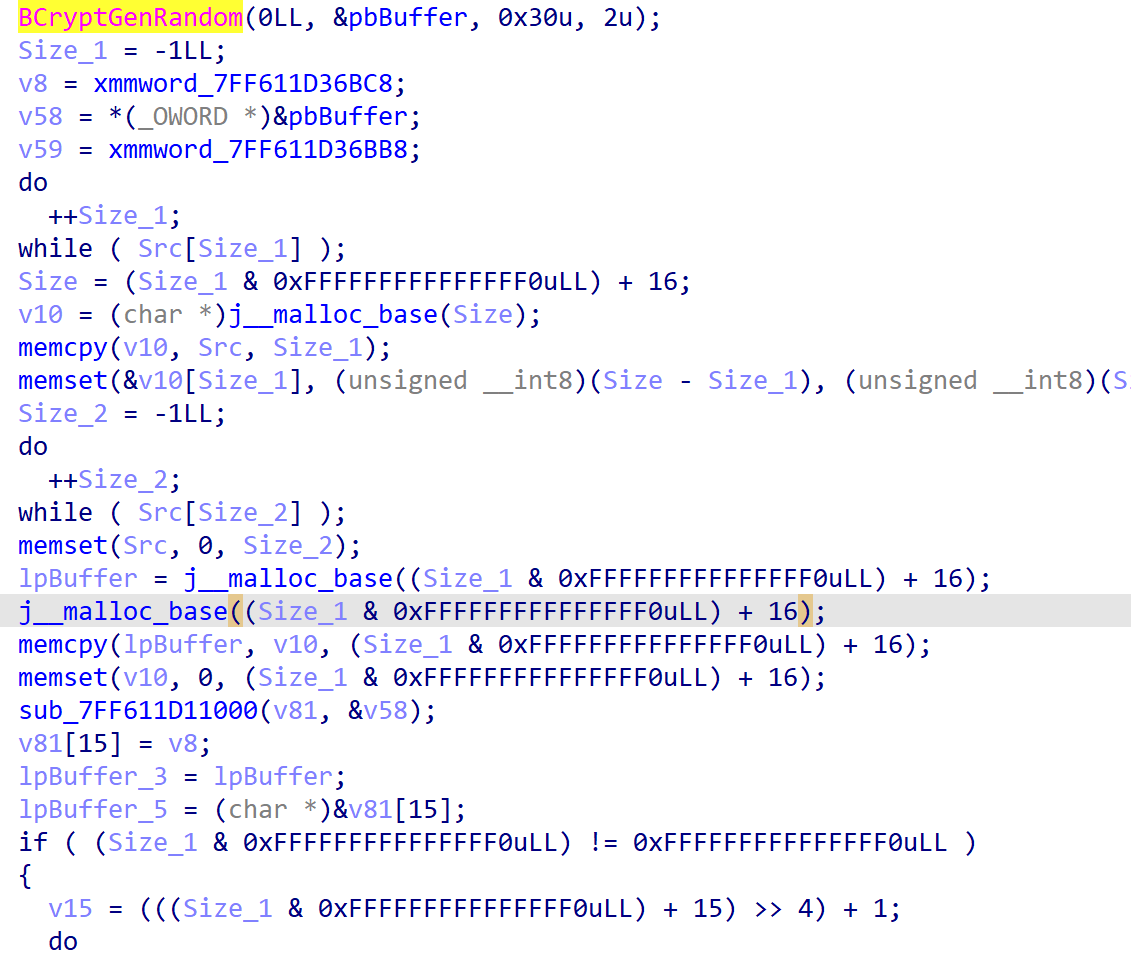 BCryptGenRandom(0LL, &pbBuffer, 0x30u, 2u);
Size_1 = -1LL;
v8 = xmmword_7FF611D36BC8;
v58 = *(_OWORD *)&pbBuffer;
v59 = xmmword_7FF611D36BB8;
do
  ++Size_1;
while ( Src[Size_1] );
Size = (Size_1 & 0xFFFFFFFFFFFFFFF0uLL) + 16;
v10 = (char *)j__malloc_base(Size);
memcpy(v10, Src, Size_1);
memset(&v10[Size_1], (unsigned __int8)(Size - Size_1), (unsigned __int8)(S
Size_2 = -1LL;
do
  ++Size_2;
while ( Src[Size_2] );
memset(Src, 0, Size_2);
lpBuffer = j__malloc_base((Size_1 & 0xFFFFFFFFFFFFFFF0uLL) + 16);
j__malloc_base((Size_1 & 0xFFFFFFFFFFFFFFF0uLL) + 16);
memcpy(lpBuffer, v10, (Size_1 & 0xFFFFFFFFFFFFFFF0uLL) + 16);
memset(v10, 0, (Size_1 & 0xFFFFFFFFFFFFFFF0uLL) + 16);
sub_7FF611D11000(v81, &v58);
v81[15] = v8;
lpBuffer_3 = lpBuffer;
lpBuffer_5 = (char *)&v81[15];
if ( (Size_1 & 0xFFFFFFFFFFFFFFF0uLL) != 0xFFFFFFFFFFFFFFF0uLL )
{
  v15 = (((Size_1 & 0xFFFFFFFFFFFFFFF0uLL) + 15) >> 4) + 1;
  do